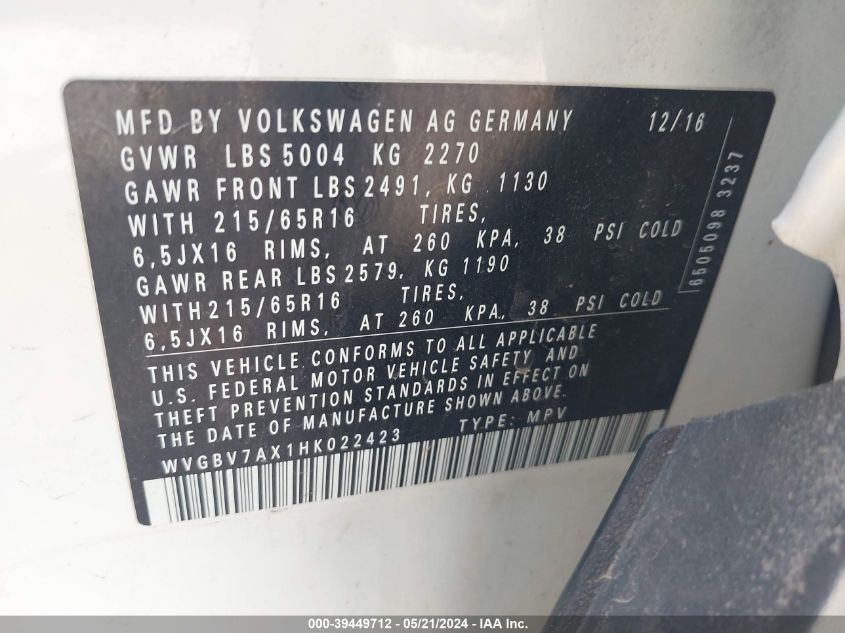 MFD BY VOLKSWAGEN AG GERMANY 12/16
GVWR LBS 5004 KG 2270
GAWR FRONT LBS 2491, KG 1130
WITH 215/65R16 TIRES,
6,5JX16 RIMS, AT 260 KPA, 38 PSI COLD
GAWR REAR LBS 2579, KG 1190
WITH 215/65R16 TIRES,
6,5JX16 RIMS, AT 260 KPA, 38 PSI COLD
THIS VEHICLE CONFORMS TO ALL APPLICABLE
U.S. FEDERAL MOTOR VEHICLE SAFETY AND
THEFT PREVENTION STANDARDS IN EFFECT ON
THE DATE OF MANUFACTURE SHOWN ABOVE.
WVGBV7AX1HK022423 TYPE: MPV
6505098 3237
000-39449712 - 05/21/2024 - IAA Inc.